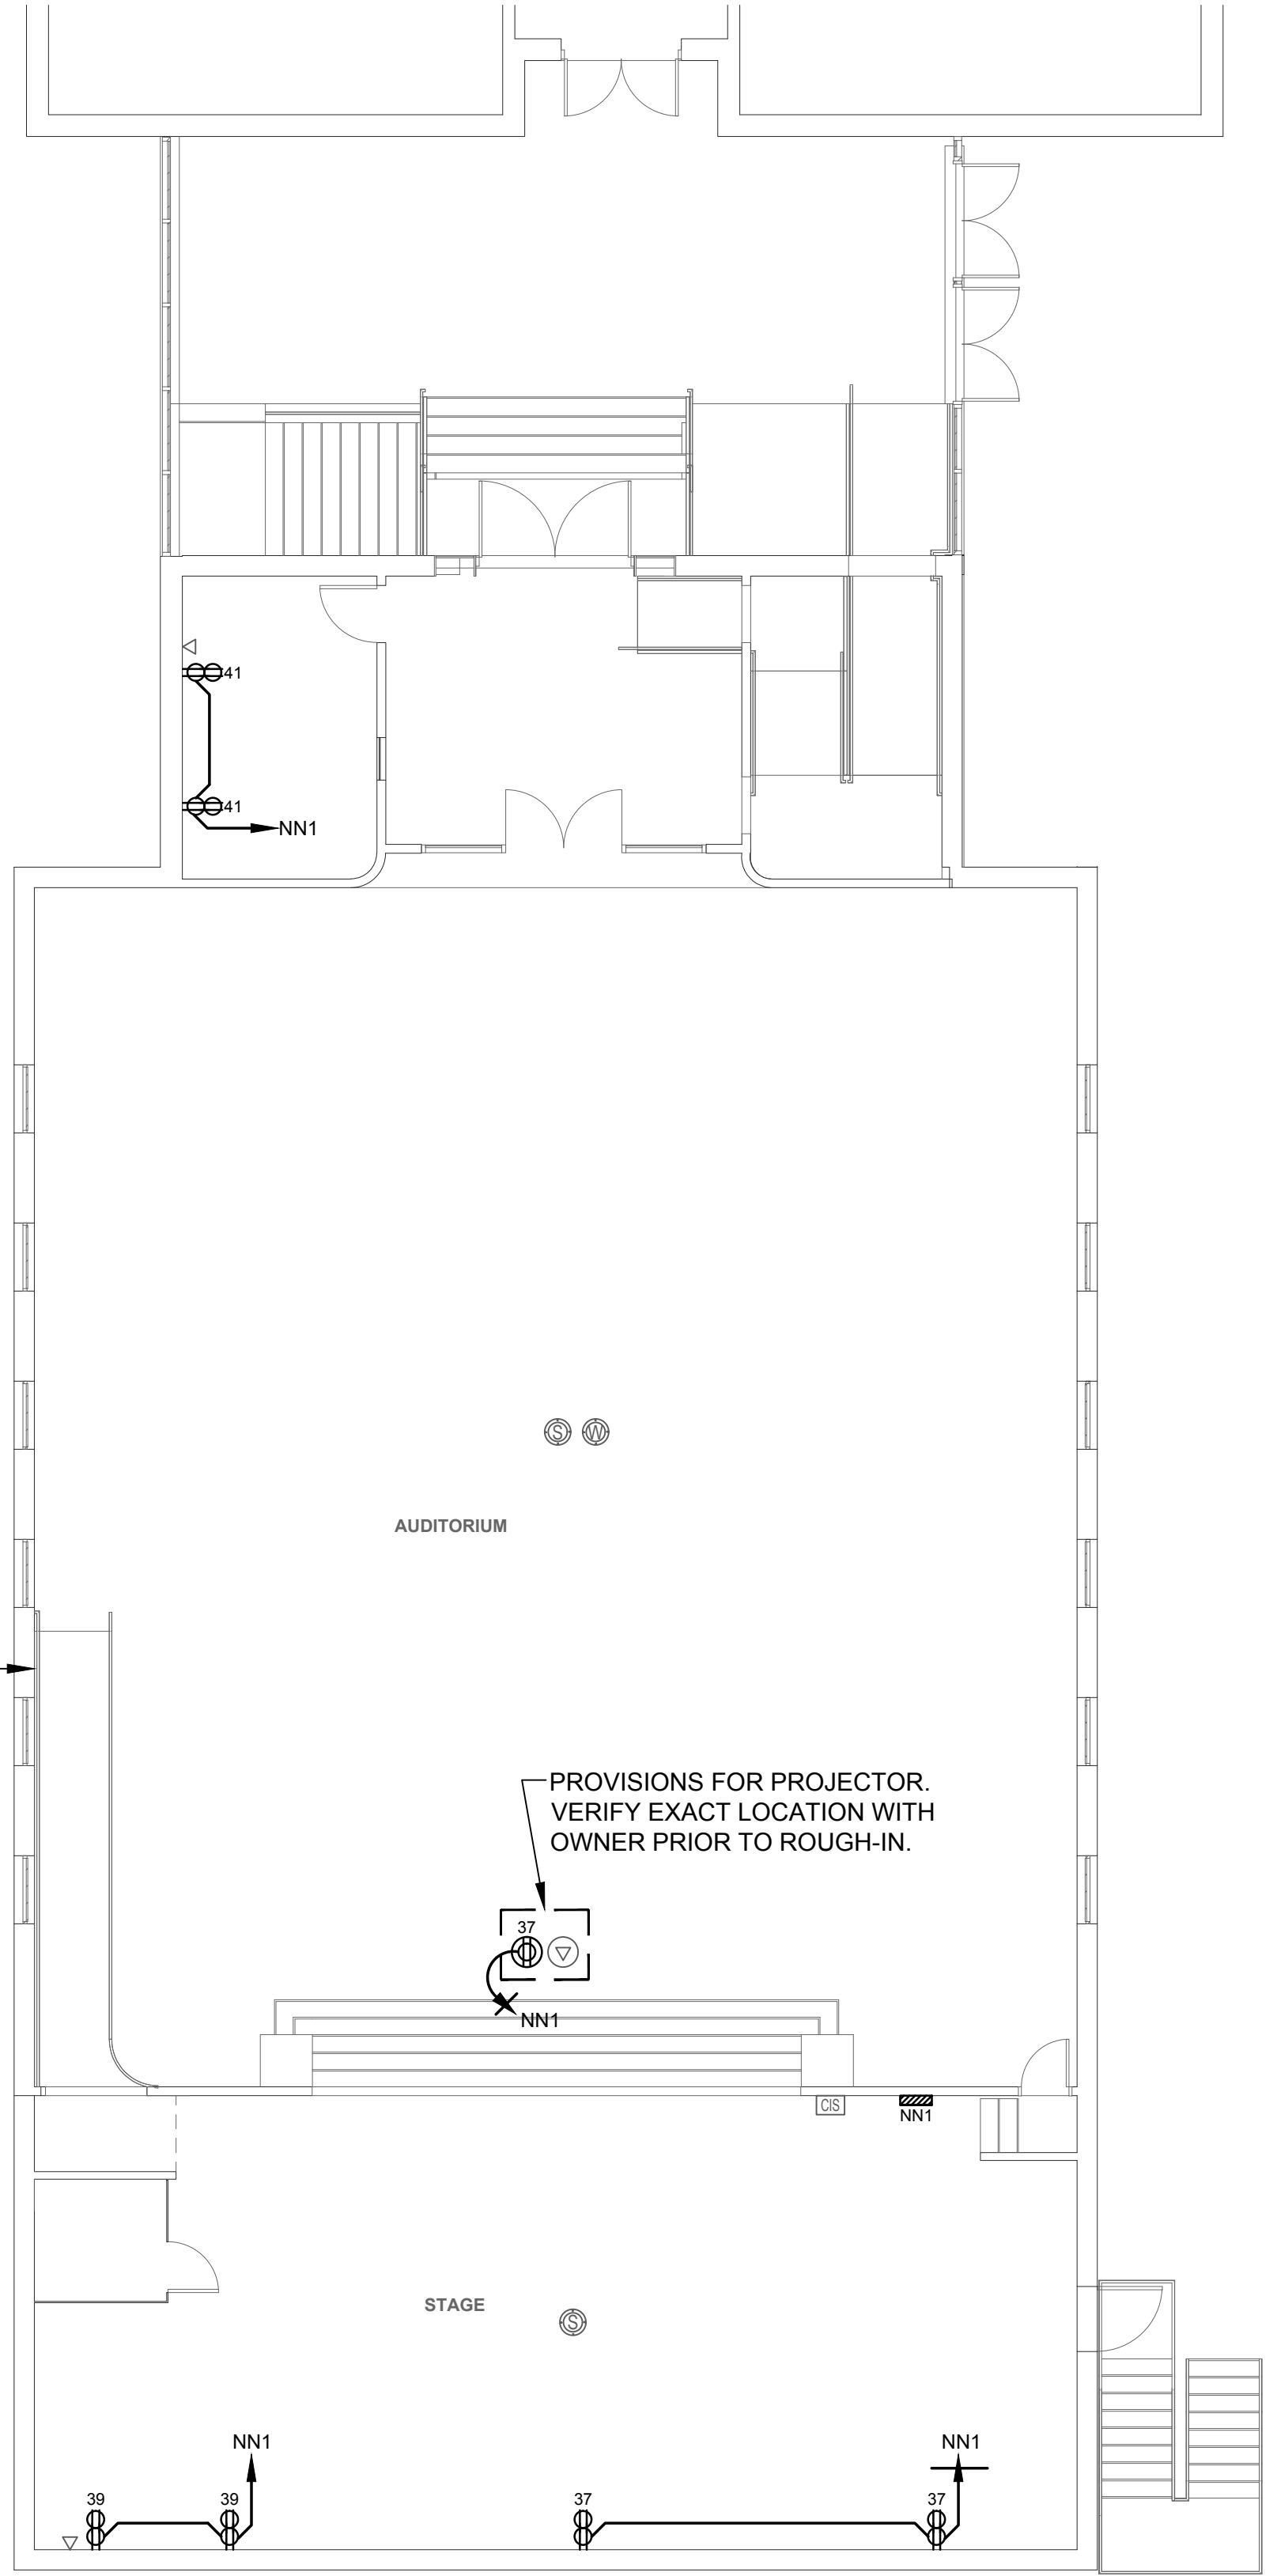 41
41
NN1
S W
AUDITORIUM
PROVISIONS FOR PROJECTOR.
VERIFY EXACT LOCATION WITH
OWNER PRIOR TO ROUGH-IN.
37
NN1
CIS
NN1
STAGE
S
NN1
NN1
39
39
37
37